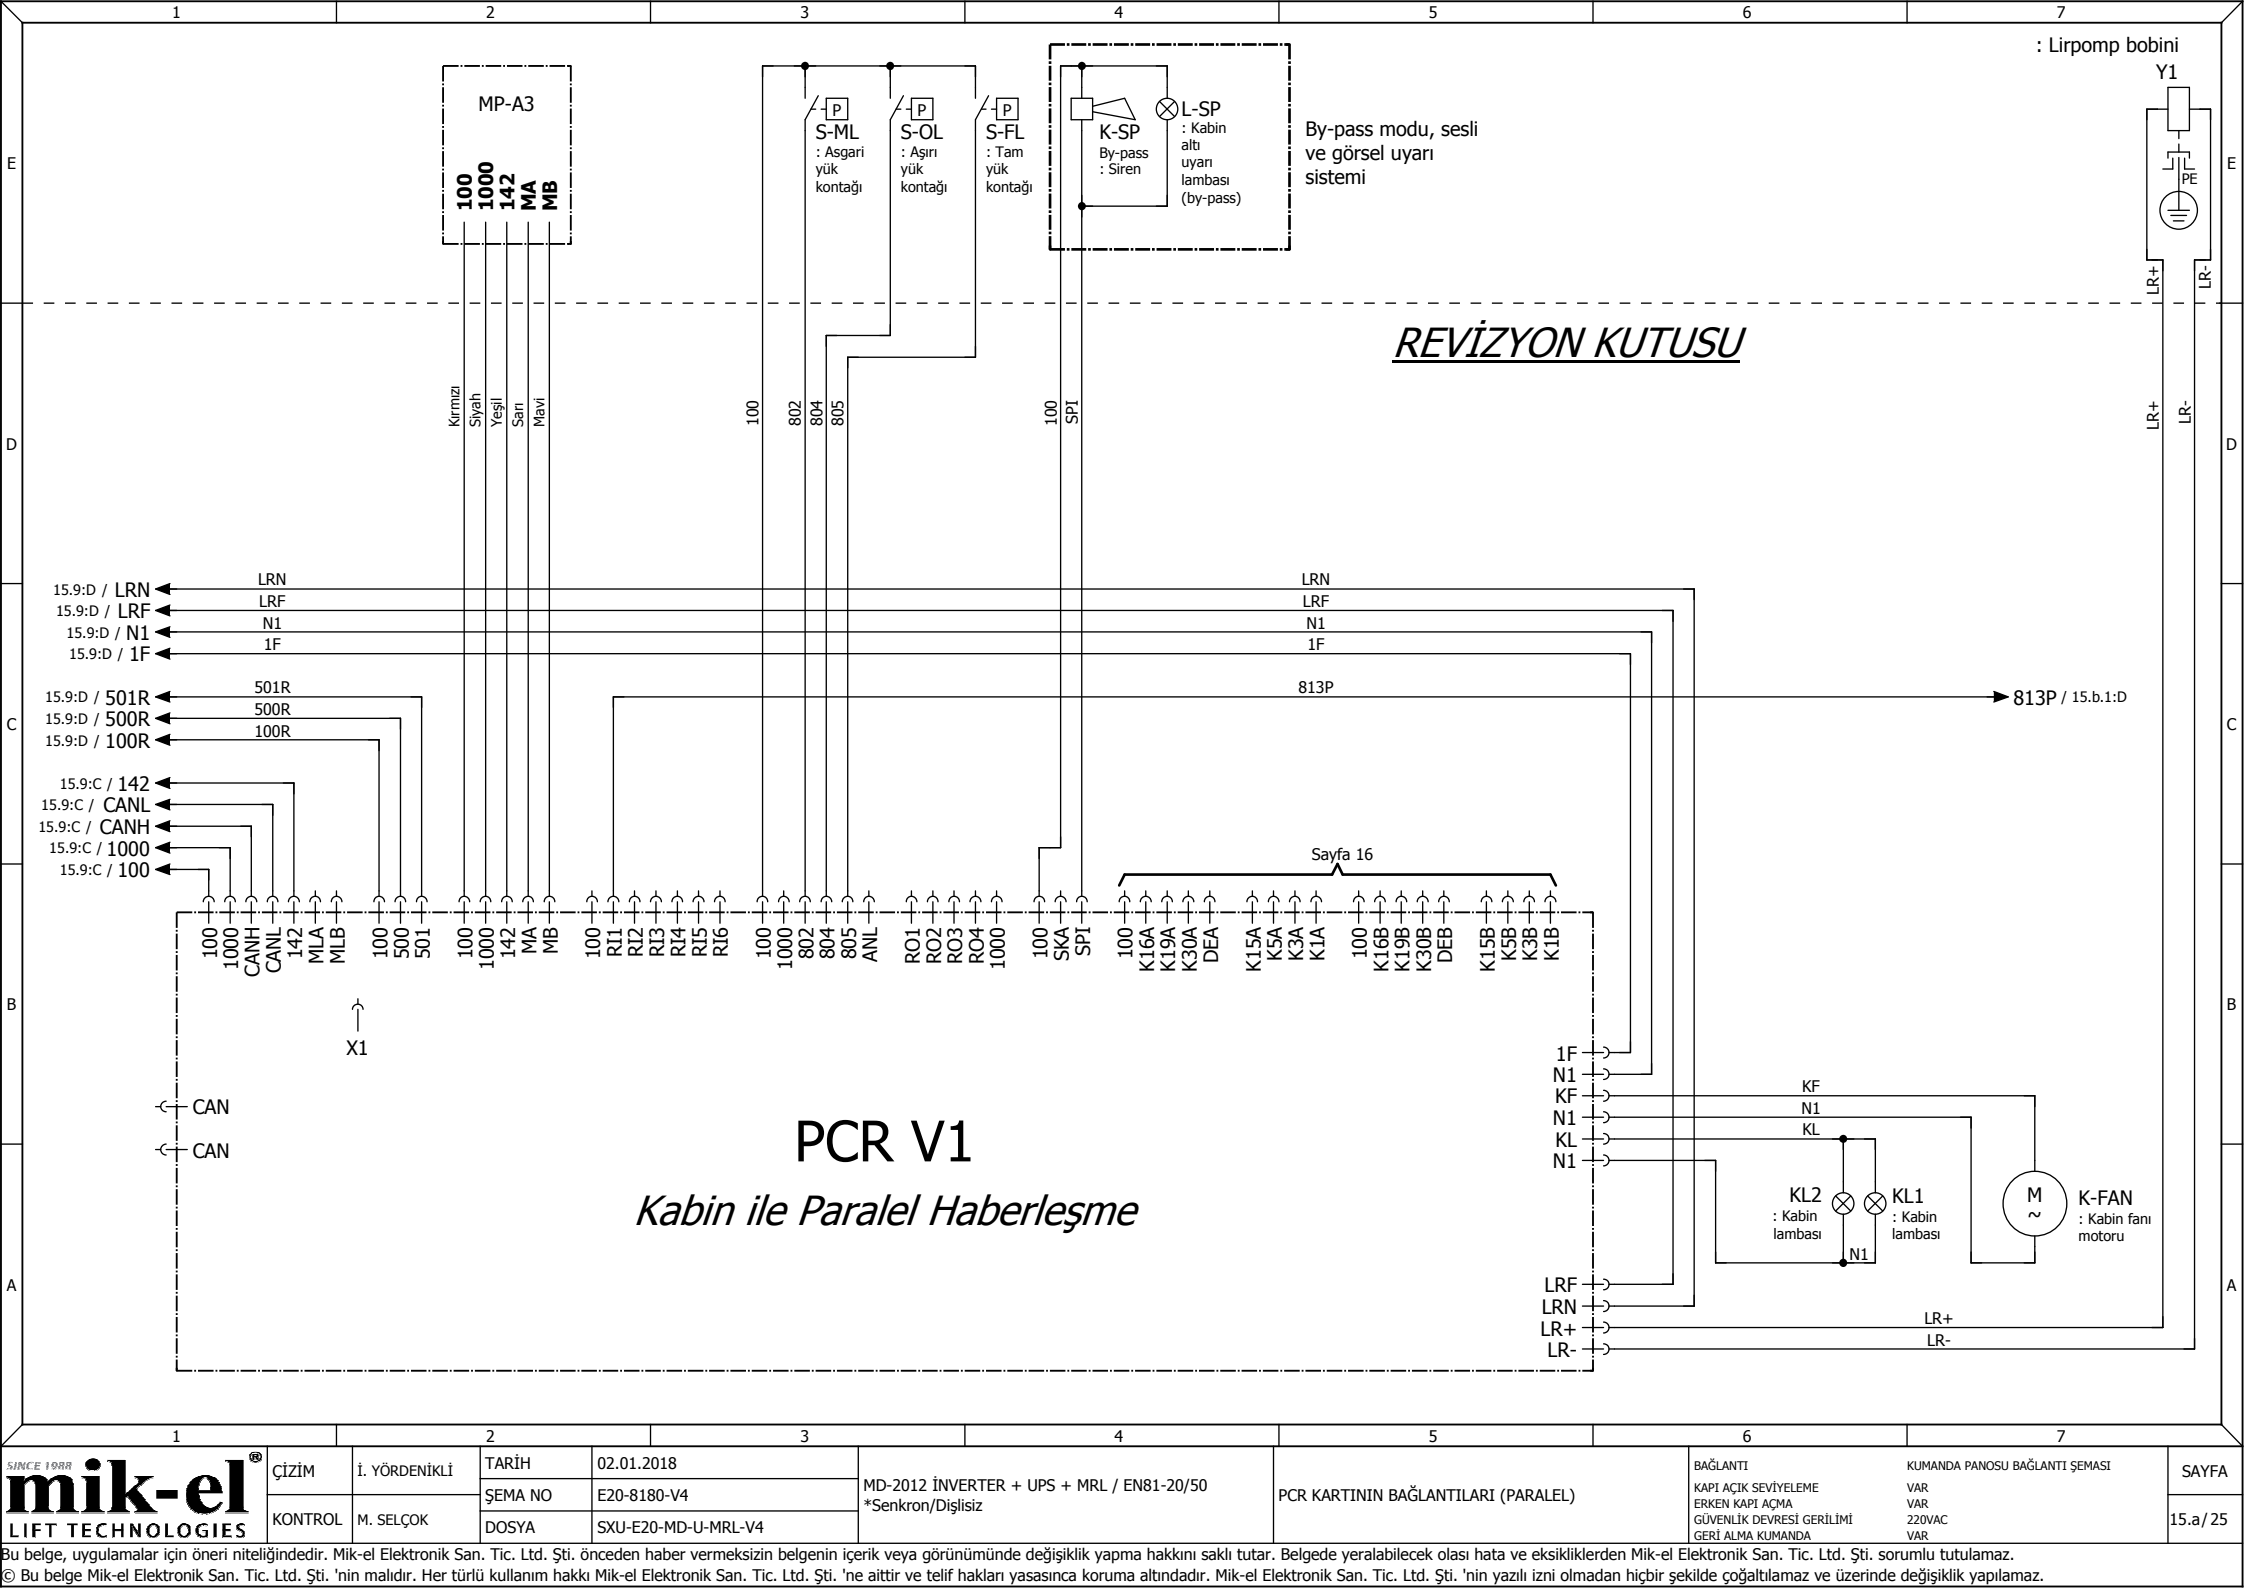 1 2 3 4 5 6 7
: Lirpomp bobini
Y1
MP-A3
100
1000
142
MA
MB
P
S-ML
: Asgari
yük
kontağı
P
S-OL
: Aşırı
yük
kontağı
P
S-FL
: Tam
yük
kontağı
K-SP
By-pass
: Siren
L-SP
: Kabin
altı
uyarı
lambası
(by-pass)
By-pass modu, sesli
ve görsel uyarı
sistemi
PE
E
E
LR+
LR-
REVİZYON KUTUSU
Kırmızı
Siyah
Yeşil
Sarı
Mavi
100
802
804
805
100
SPI
LR+
LR-
D
D
15.9:D / LRN
LRN
LRN
15.9:D / LRF
LRF
LRF
15.9:D / N1
N1
N1
15.9:D / 1F
1F
1F
15.9:D / 501R
501R
813P
813P / 15.b.1:D
15.9:D / 500R
500R
C
C
15.9:D / 100R
100R
15.9:C / 142
15.9:C / CANL
15.9:C / CANH
15.9:C / 1000
15.9:C / 100
Sayfa 16
100
1000
CANH
CANL
142
MLA
MLB
100
500
501
100
1000
142
MA
MB
100
RI1
RI2
RI3
RI4
RI5
RI6
100
1000
802
804
805
ANL
RO1
RO2
RO3
RO4
1000
100
SKA
SPI
100
K16A
K19A
K30A
DEA
K15A
K5A
K3A
K1A
100
K16B
K19B
K30B
DEB
K15B
K5B
K3B
K1B
B
B
X1
CAN
CAN
PCR V1
Kabin ile Paralel Haberleşme
1F
N1
KF
KF
N1
N1
KL
KL
N1
KL2
: Kabin
lambası
KL1
: Kabin
lambası
N1
M
~
K-FAN
: Kabin fanı
motoru
A
A
LRF
LRN
LR+
LR+
LR-
LR-
1 2 3 4 5 6 7
SINCE 1988
mik-el®
LIFT TECHNOLOGIES
ÇİZİM
İ. YÖRDENİKLİ
KONTROL
M. SELÇOK
TARİH
02.01.2018
ŞEMA NO
E20-8180-V4
DOSYA
SXU-E20-MD-U-MRL-V4
MD-2012 İNVERTER + UPS + MRL / EN81-20/50
*Senkron/Dişlisiz
PCR KARTININ BAĞLANTILARI (PARALEL)
BAĞLANTI KUMANDA PANOSU BAĞLANTI ŞEMASI
KAPI AÇIK SEVİYELEME VAR
ERKEN KAPI AÇMA VAR
GÜVENLİK DEVRESİ GERİLİMİ 220VAC
GERİ ALMA KUMANDA VAR
SAYFA
15.a/25
Bu belge, uygulamalar için öneri niteliğindedir. Mik-el Elektronik San. Tic. Ltd. Şti. önceden haber vermeksizin belgenin içerik veya görünümünde değişiklik yapma hakkını saklı tutar. Belgede yeralabilecek olası hata ve eksikliklerden Mik-el Elektronik San. Tic. Ltd. Şti. sorumlu tutulamaz.
© Bu belge Mik-el Elektronik San. Tic. Ltd. Şti. 'nin malıdır. Her türlü kullanım hakkı Mik-el Elektronik San. Tic. Ltd. Şti. 'ne aittir ve telif hakları yasasınca koruma altındadır. Mik-el Elektronik San. Tic. Ltd. Şti. 'nin yazılı izni olmadan hiçbir şekilde çoğaltılamaz ve üzerinde değişiklik yapılamaz.